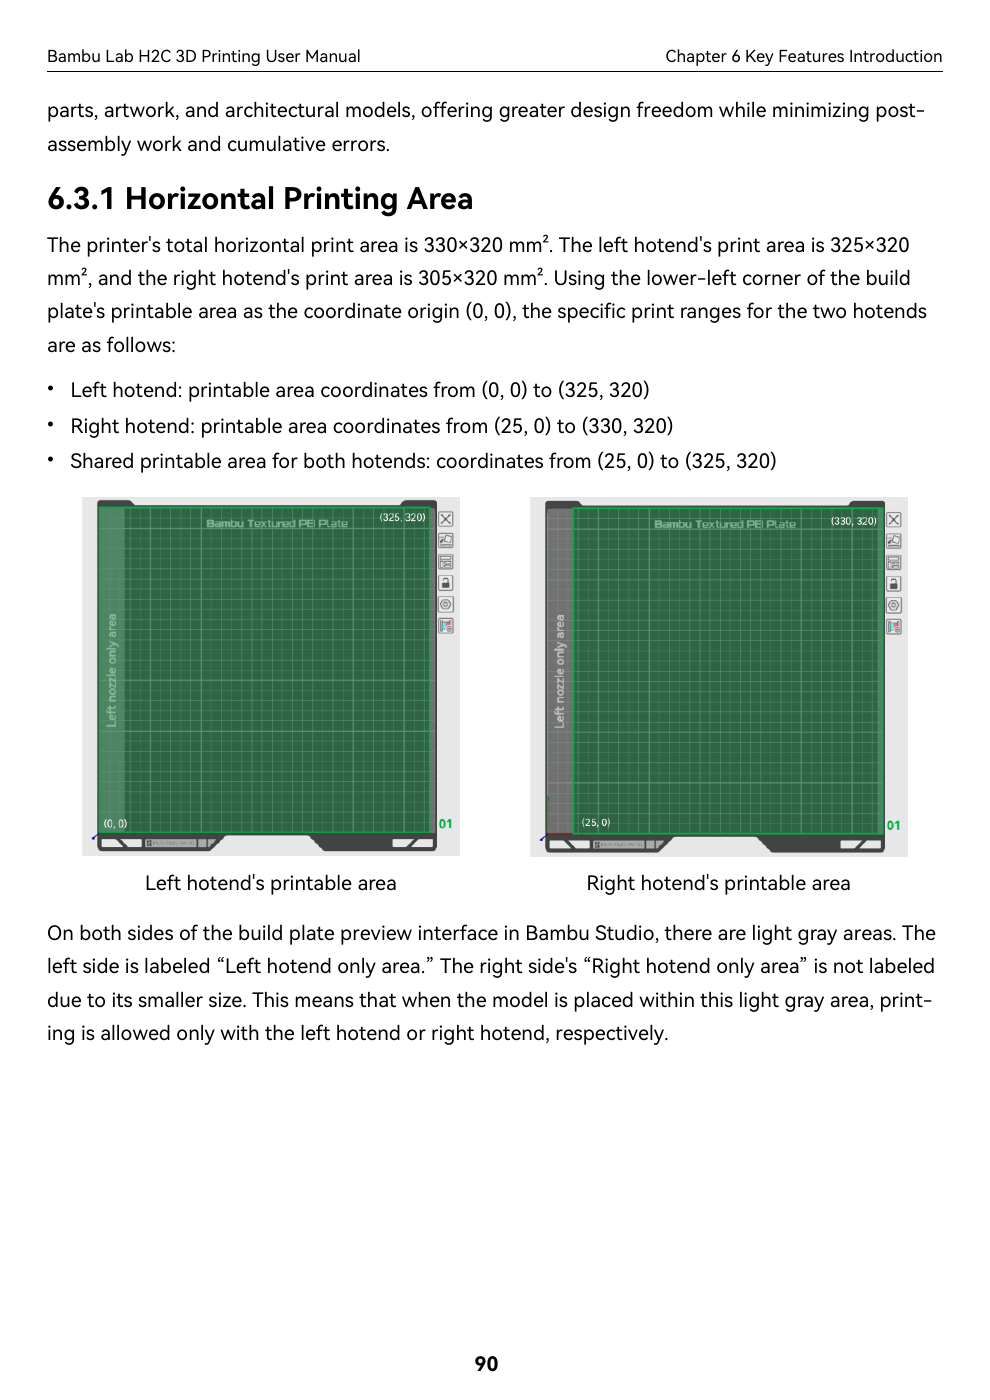 Bambu Lab H2C 3D Printing User Manual
Chapter 6 Key Features Introduction
parts, artwork, and architectural models, offering greater design freedom while minimizing post-
assembly work and cumulative errors.
6.3.1 Horizontal Printing Area
The printer's total horizontal print area is 330×320 mm². The left hotend's print area is 325×320
mm², and the right hotend's print area is 305×320 mm². Using the lower-left corner of the build
plate's printable area as the coordinate origin (0, 0), the specific print ranges for the two hotends
are as follows:
• Left hotend: printable area coordinates from (0, 0) to (325, 320)
• Right hotend: printable area coordinates from (25, 0) to (330, 320)
• Shared printable area for both hotends: coordinates from (25, 0) to (325, 320)
Bambu Textured PEI Plate
(325, 320)
Left nozzle only area
(0, 0)
01
Bambu Textured PEI Plate
(330, 320)
Left nozzle only area
(25, 0)
01
Left hotend's printable area
Right hotend's printable area
On both sides of the build plate preview interface in Bambu Studio, there are light gray areas. The
left side is labeled “Left hotend only area.” The right side's “Right hotend only area” is not labeled
due to its smaller size. This means that when the model is placed within this light gray area, print-
ing is allowed only with the left hotend or right hotend, respectively.
90